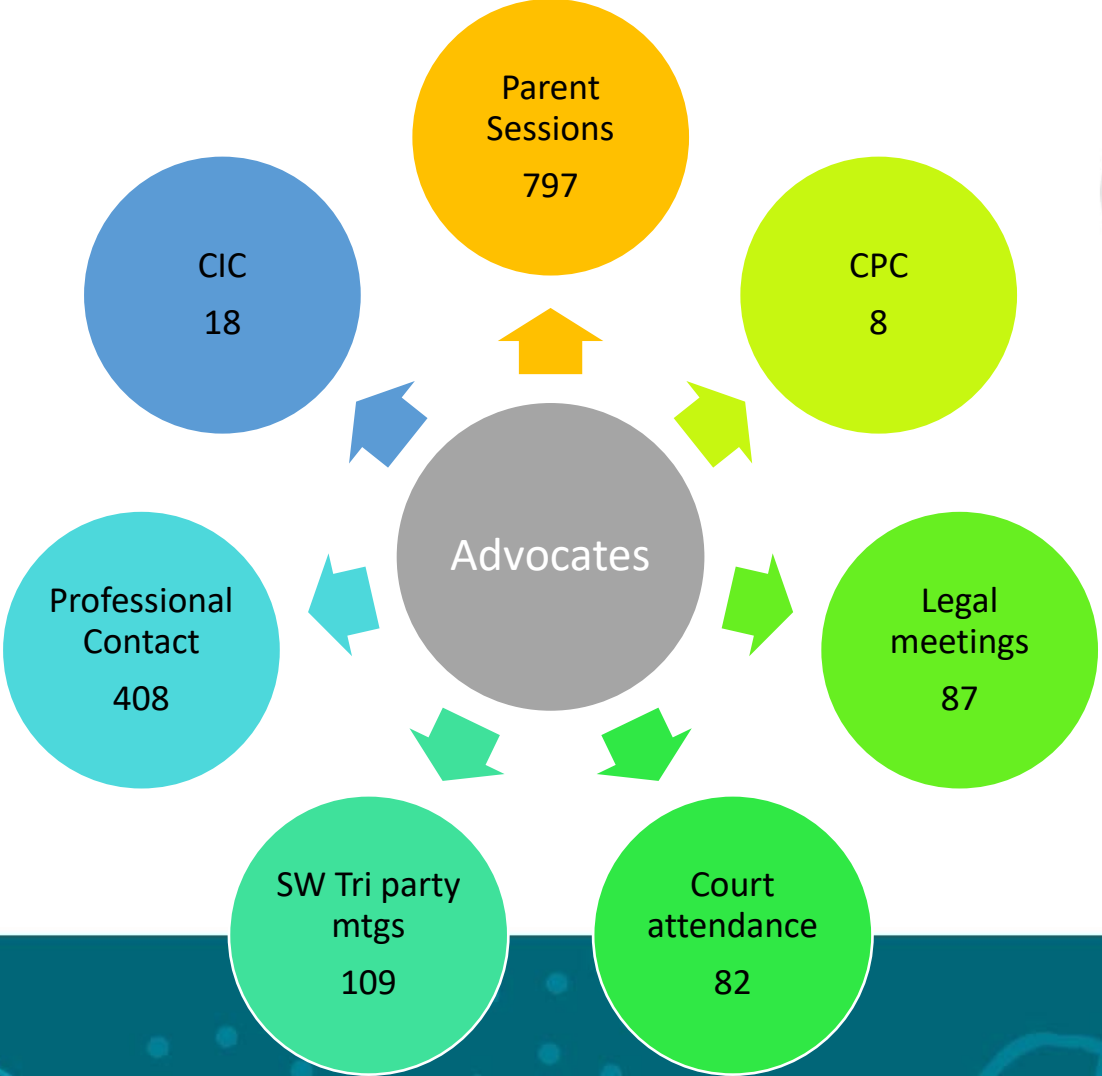 Parent
Sessions
797
CPC
8
Legal
meetings
87
Court
attendance
82
SW Tri party
mtgs
109
Professional
Contact
408
CIC
18
Advocates